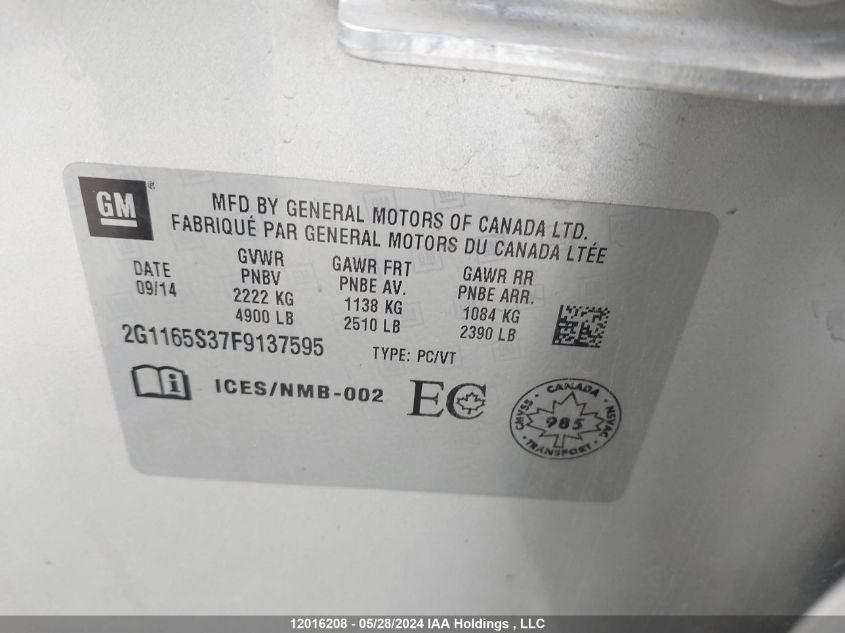 GM
MFD BY GENERAL MOTORS OF CANADA LTD.
FABRIQUÉ PAR GENERAL MOTORS DU CANADA LTÉE
DATE
09/14
GVWR
PNBV
2222 KG
4900 LB
GAWR FRT
PNBE AV.
1138 KG
2510 LB
GAWR RR
PNBE ARR.
1084 KG
2390 LB
2G1165S37F9137595
TYPE: PC/VT
ICES/NMB-002
EC
CANADA
CMVSS
985
NSVAC
TRANSPORT
12016208 - 05/28/2024 IAA Holdings , LLC